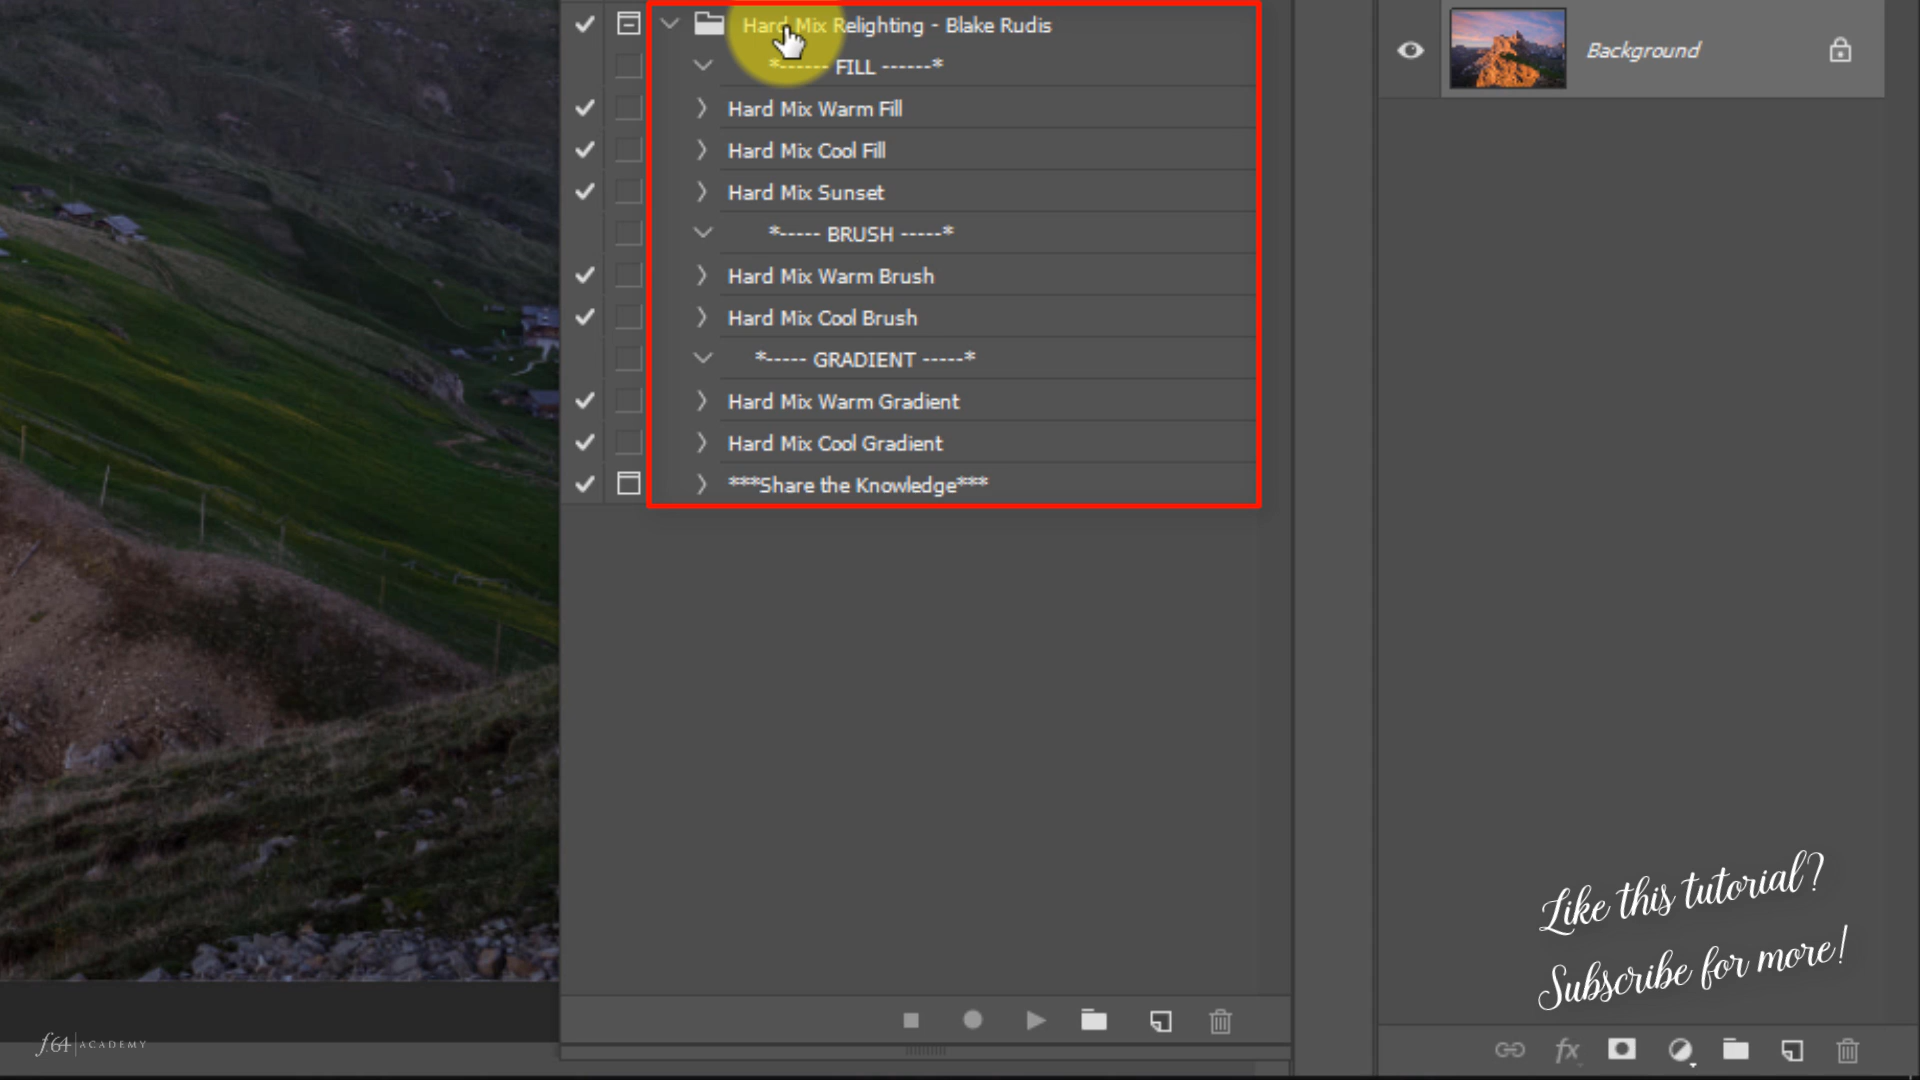 Hard Mix Relighting - Blake Rudis
*------ FILL ------*
Hard Mix Warm Fill
Hard Mix Cool Fill
Hard Mix Sunset
*----- BRUSH -----*
Hard Mix Warm Brush
Hard Mix Cool Brush
*----- GRADIENT -----*
Hard Mix Warm Gradient
Hard Mix Cool Gradient
***Share the Knowledge***
Background
Like this tutorial?
Subscribe for more!
f64 ACADEMY
fx